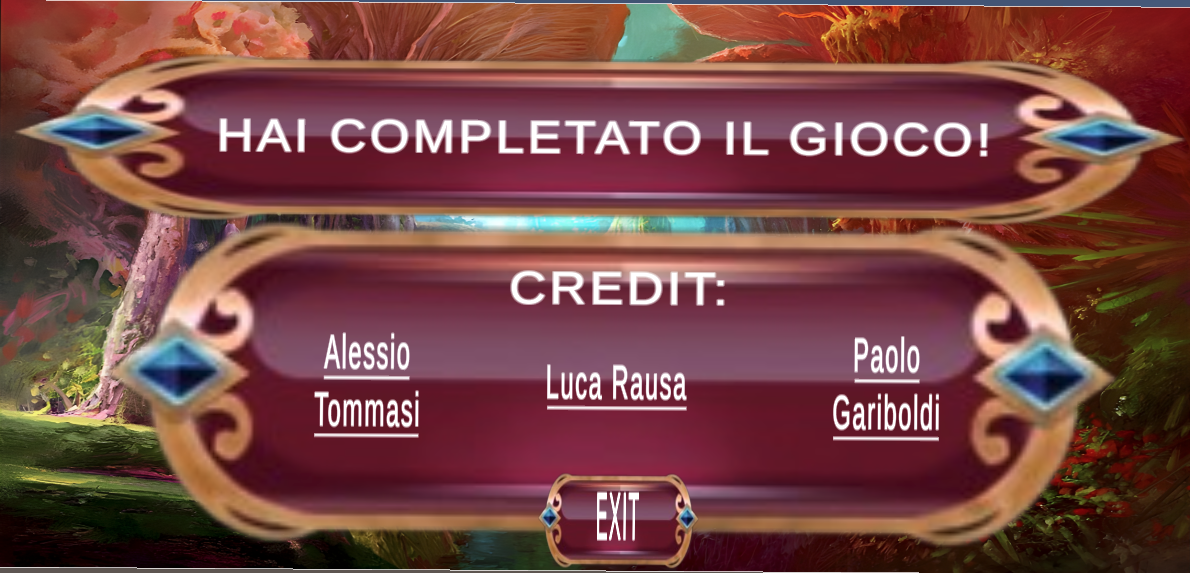 HAI COMPLETATO IL GIOCO!
CREDIT:
Alessio
Tommasi
Luca Rausa
Paolo
Gariboldi
EXIT